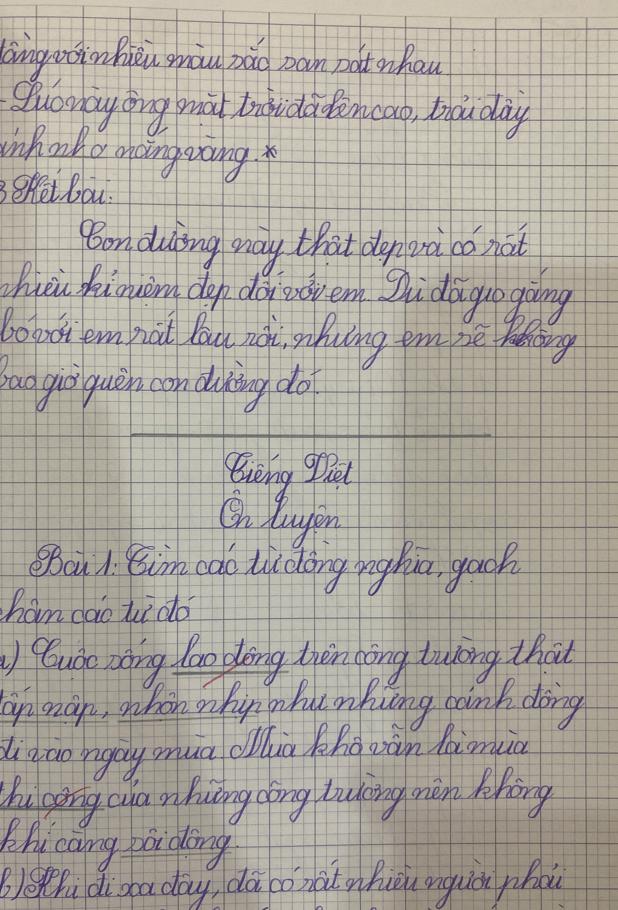 tầng với nhiều màu sắc san sát nhau
- Lúc này ông mặt trời đã lên cao, trải đầy
ánh nắng vàng. *
3 Kết bài:
Con đường này thật đẹp và có rất
nhiều kỉ niệm đẹp đối với em. Dù đã gắng
bó với em rất lâu rồi, nhưng em sẽ không
bao giờ quên con đường đó.
Tiếng Việt
Ôn luyện
Bài 1: Tìm các từ đồng nghĩa, gạch
chân các từ đó
a) Cuộc sống lao động trên công trường thật
tấp nập, nhộn nhịp như những cánh đồng
đi vào ngày mùa. Mùa khô vẫn là mùa
thi công của những công trường nên không
khí càng sôi động.
b) Khi đi xa đây, đã có rất nhiều người phải